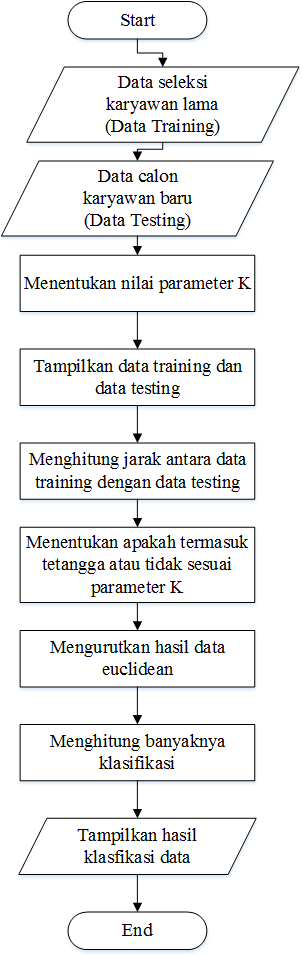 Start
Data seleksi
karyawan lama
(Data Training)
Data calon
karyawan baru
(Data Testing)
Menentukan nilai parameter K
Tampilkan data training dan
data testing
Menghitung jarak antara data
training dengan data testing
Menentukan apakah termasuk
tetangga atau tidak sesuai
parameter K
Mengurutkan hasil data
euclidean
Menghitung banyaknya
klasifikasi
Tampilkan hasil
klasfikasi data
End